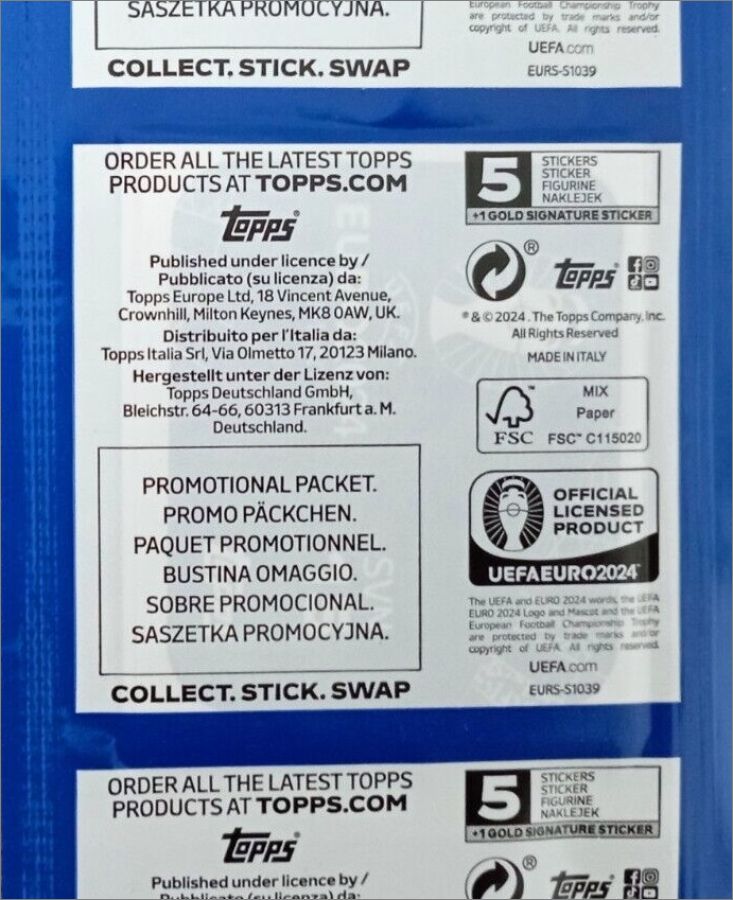 SASZETKA PROMOCYJNA.
COLLECT. STICK. SWAP
European Football Championship Trophy
are protected by trade marks and/or
copyright of UEFA. All rights reserved.
UEFA.com
EURS-S1039
ORDER ALL THE LATEST TOPPS
PRODUCTS AT TOPPS.COM
topps®
Published under licence by /
Pubblicato (su licenza) da:
Topps Europe Ltd, 18 Vincent Avenue,
Crownhill, Milton Keynes, MK8 0AW, UK.
Distribuito per l'Italia da:
Topps Italia Srl, Via Olmetto 17, 20123 Milano.
Hergestellt unter der Lizenz von:
Topps Deutschland GmbH,
Bleichstr. 64-66, 60313 Frankfurt a. M.
Deutschland.
PROMOTIONAL PACKET.
PROMO PÄCKCHEN.
PAQUET PROMOTIONNEL.
BUSTINA OMAGGIO.
SOBRE PROMOCIONAL.
SASZETKA PROMOCYJNA.
COLLECT. STICK. SWAP
5
STICKERS
STICKER
FIGURINE
NAKLEJEK
+1 GOLD SIGNATURE STICKER
®
topps®
® & © 2024. The Topps Company, Inc.
All Rights Reserved
MADE IN ITALY
FSC™
MIX
Paper
FSC™ C115020
OFFICIAL
LICENSED
PRODUCT
UEFA EURO2024™
The UEFA and EURO 2024 words, the UEFA
EURO 2024 Logo and Mascot and the UEFA
European Football Championship Trophy
are protected by trade marks and/or
copyright of UEFA. All rights reserved.
UEFA.com
EURS-S1039
ORDER ALL THE LATEST TOPPS
PRODUCTS AT TOPPS.COM
topps®
Published under licence by /
Pubblicato (su licenza) da:
5
STICKERS
STICKER
FIGURINE
NAKLEJEK
+1 GOLD SIGNATURE STICKER
®
topps®